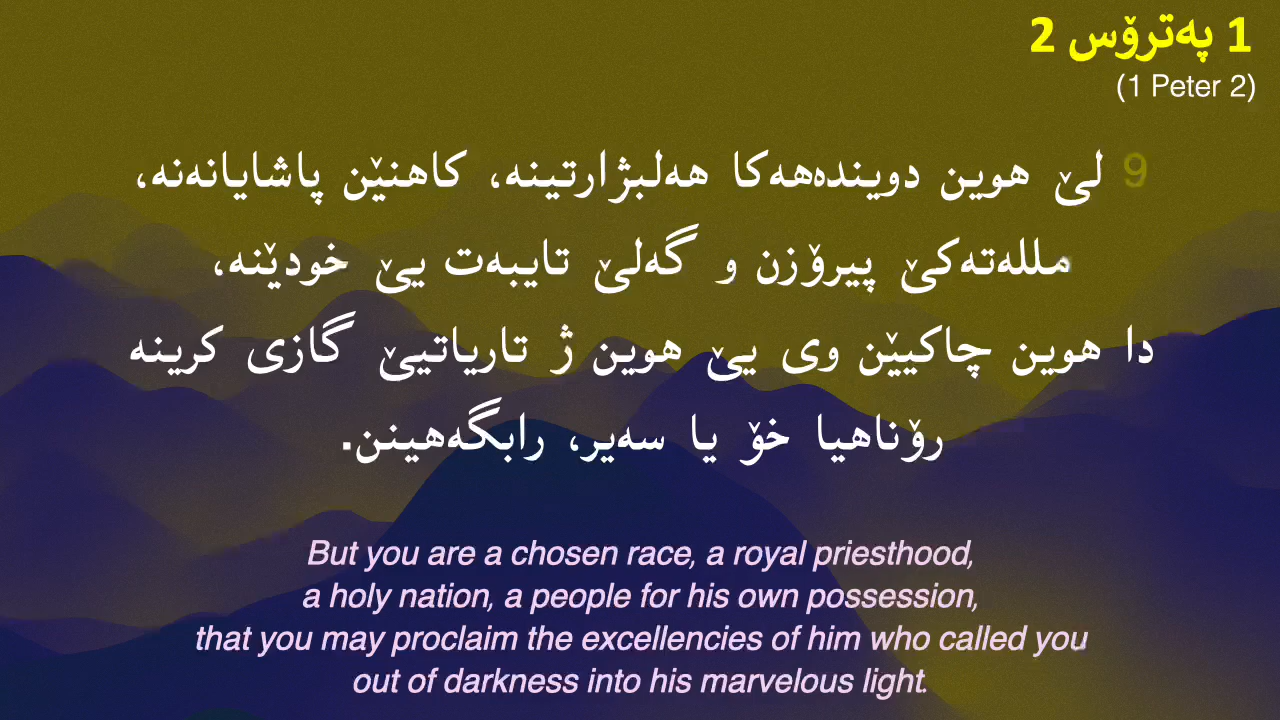 1 پەترۆس 2
(1 Peter 2)
9 لێ هوین دویندەهەکا هەلبژارتینە، کاهنێن پاشایانەنە،
مللەتەکێ پیرۆزن و گەلێ تایبەت یێ خودێنە،
دا هوین چاکییێن وی یێ هوین ژ تاریاتیێ گازی کرینە
رۆناهیا خۆ یا سەیر، رابگەهینن.
But you are a chosen race, a royal priesthood,
a holy nation, a people for his own possession,
that you may proclaim the excellencies of him who called you
out of darkness into his marvelous light.